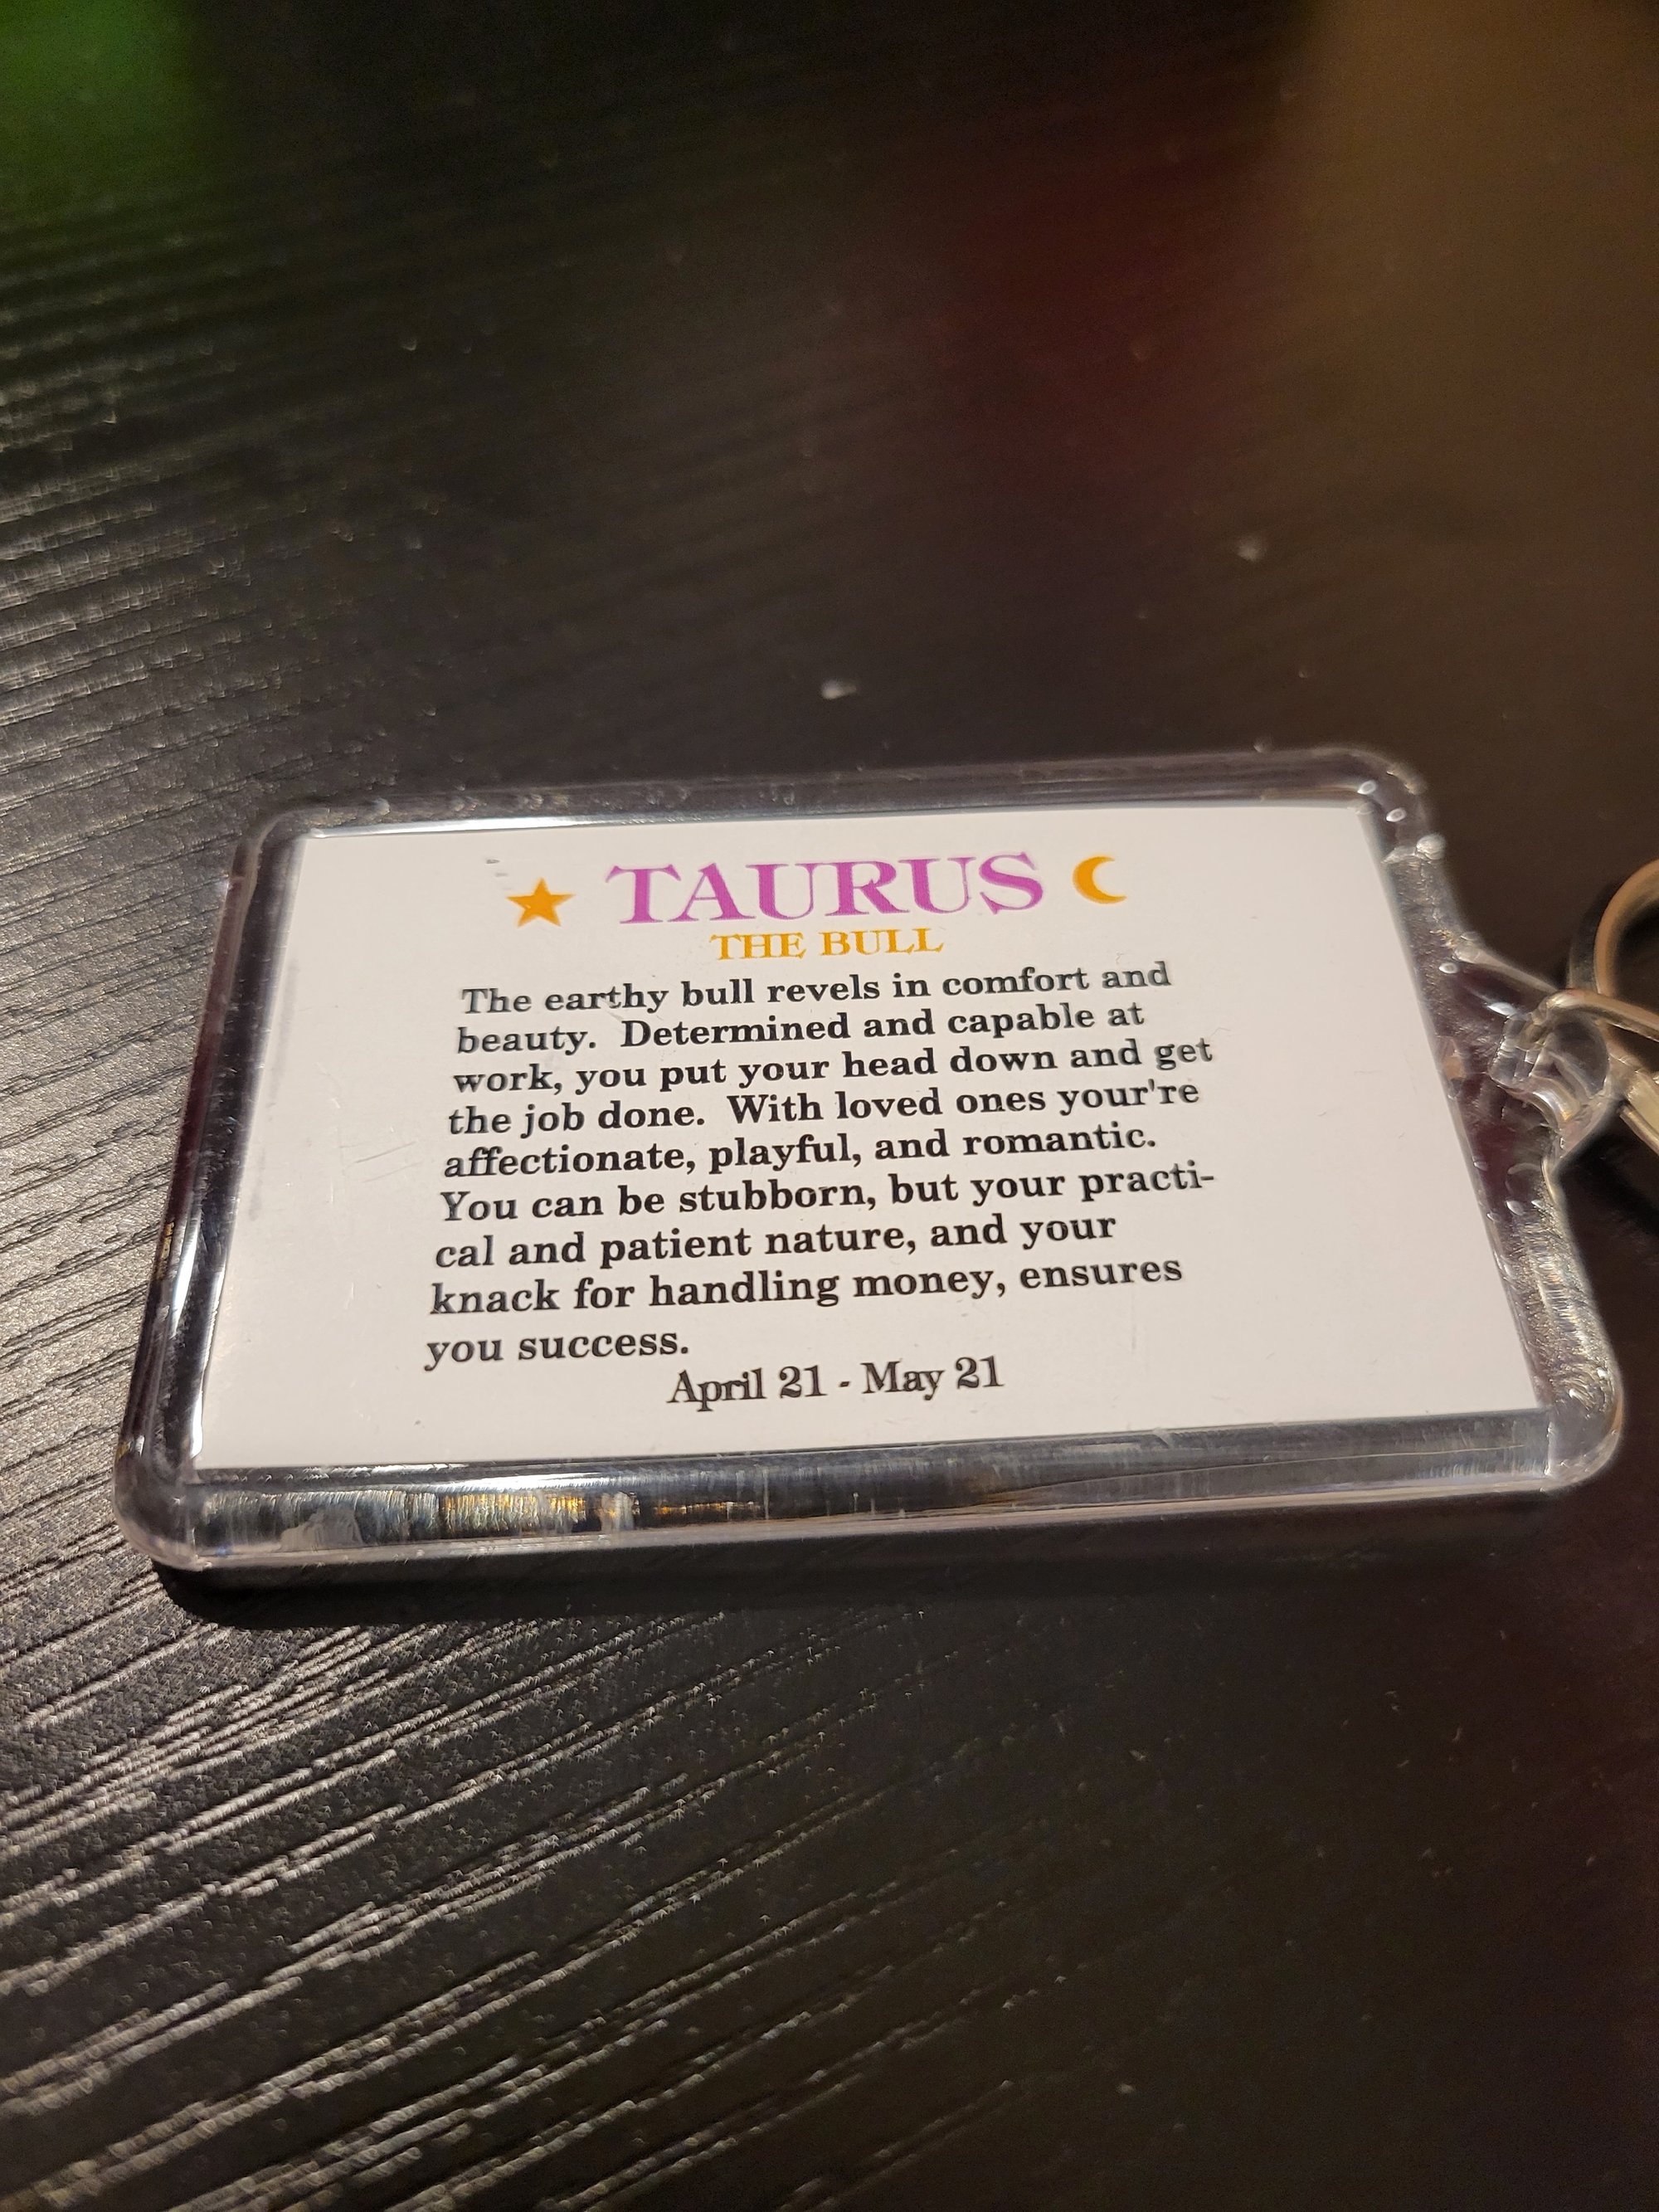 TAURUS
THE BULL
The earthy bull revels in comfort and
beauty. Determined and capable at
work, you put your head down and get
the job done. With loved ones your're
affectionate, playful, and romantic.
You can be stubborn, but your practi-
cal and patient nature, and your
knack for handling money, ensures
you success.
April 21 - May 21